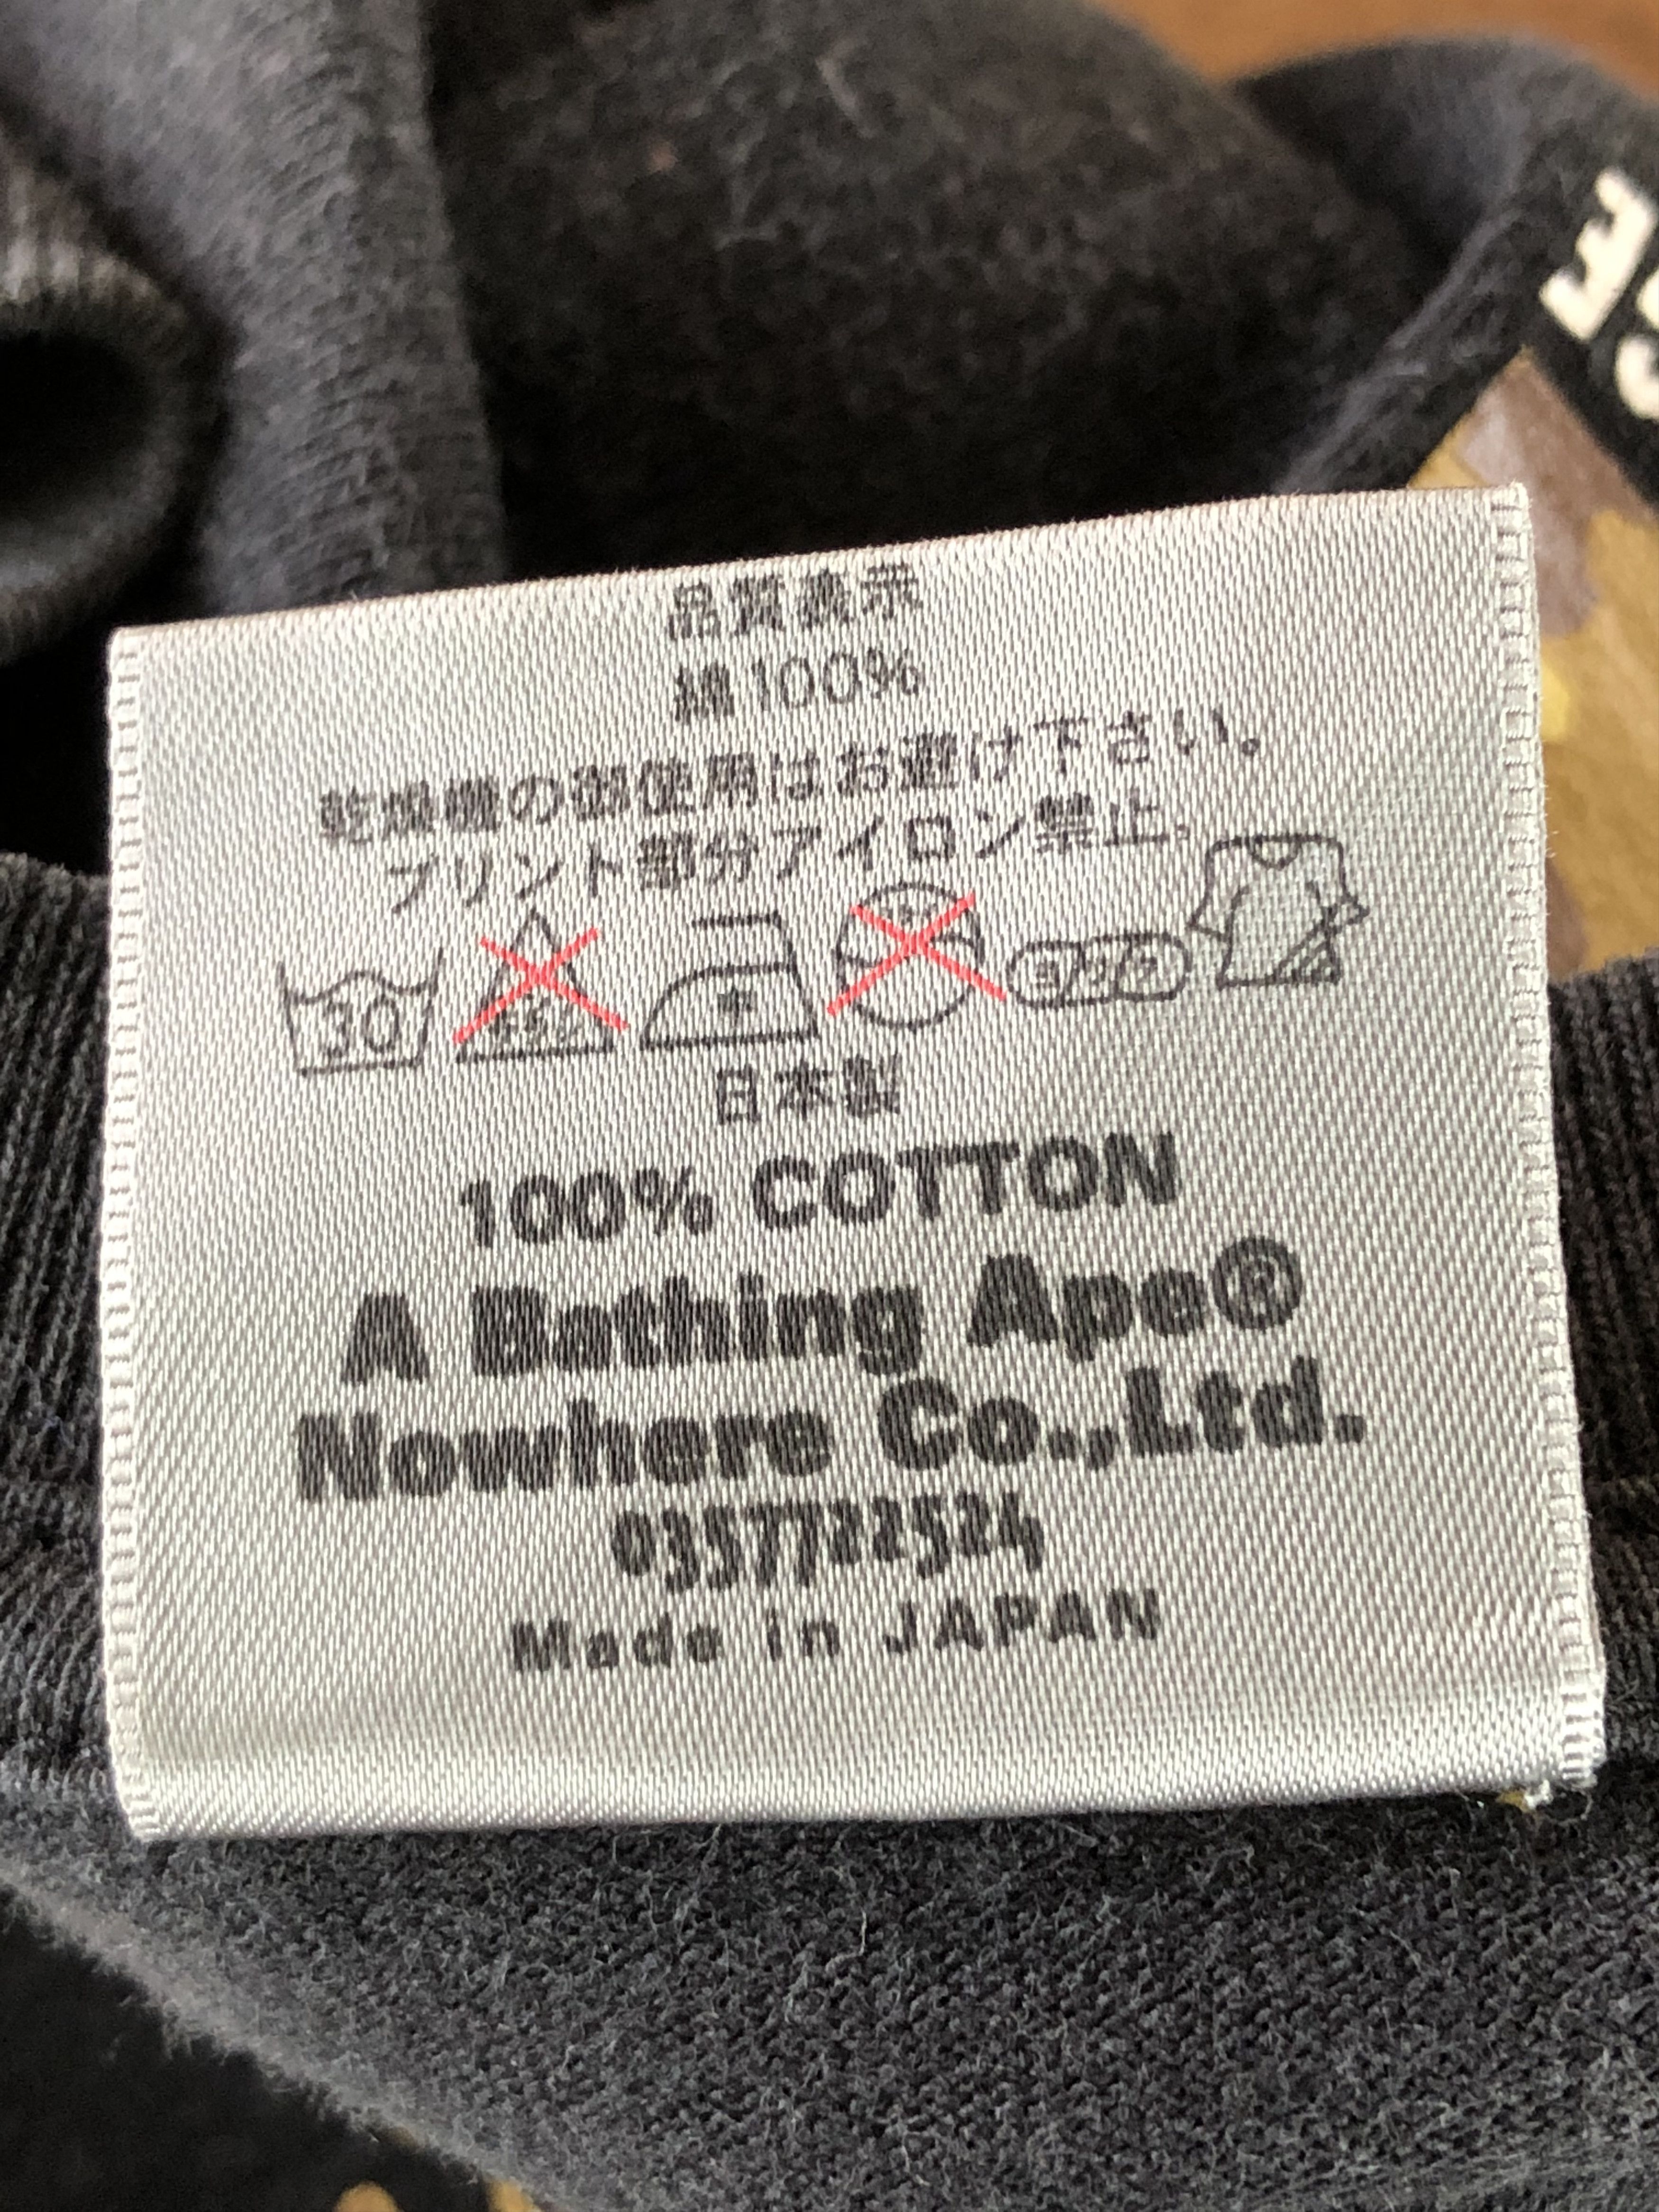 品質表示
綿100%
乾燥機の御使用はお避け下さい。
プリント部分アイロン禁止。
30
日本製
100% COTTON
A Bathing Ape®
Nowhere Co.,Ltd.
0357722524
Made in JAPAN